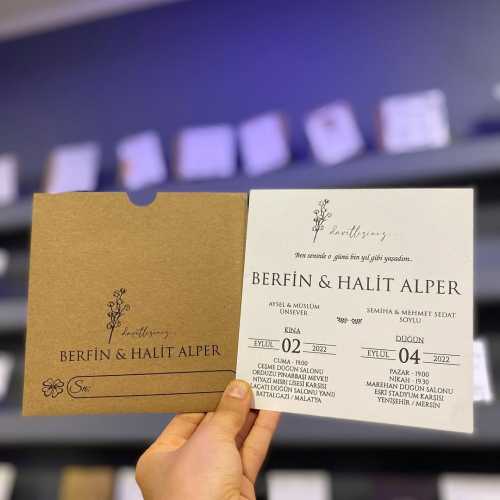 davetlisiniz...
BERFİN & HALİT ALPER
Sn:
davetlisiniz...
Ben seninle o günü bin yıl gibi yaşadım..
BERFİN & HALİT ALPER
AYSEL & MÜSLÜM
ÜNSEVER
SEMİHA & MEHMET SEDAT
SOYLU
KINA
EYLÜL 02 2022
CUMA - 19:00
ÇEŞME DÜĞÜN SALONU
ORDUZU PINARBAŞI MEVKİİ
NİYAZİ MISRİ LİSESİ KARŞISI
ALAÇATI DÜĞÜN SALONU YANI
BATTALGAZİ / MALATYA
DÜĞÜN
EYLÜL 04 2022
PAZAR - 19:00
NİKAH - 19:30
MAREHAN DÜĞÜN SALONU
ESKİ STADYUM KARŞISI
YENİŞEHİR / MERSİN